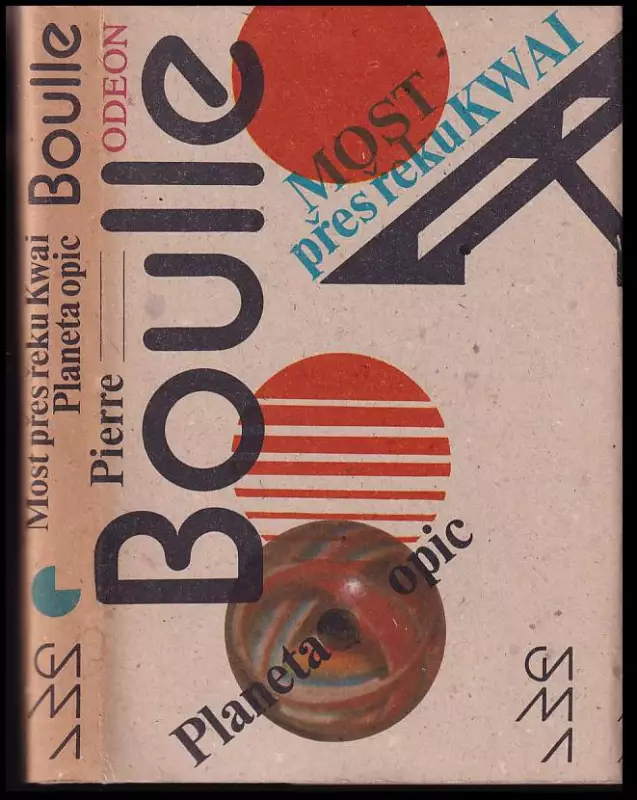 Boulle
Most přes řeku Kwai
Planeta opic
ODEON
Pierre
Boulle
MOST
přes řeku KWAI
Planeta opic